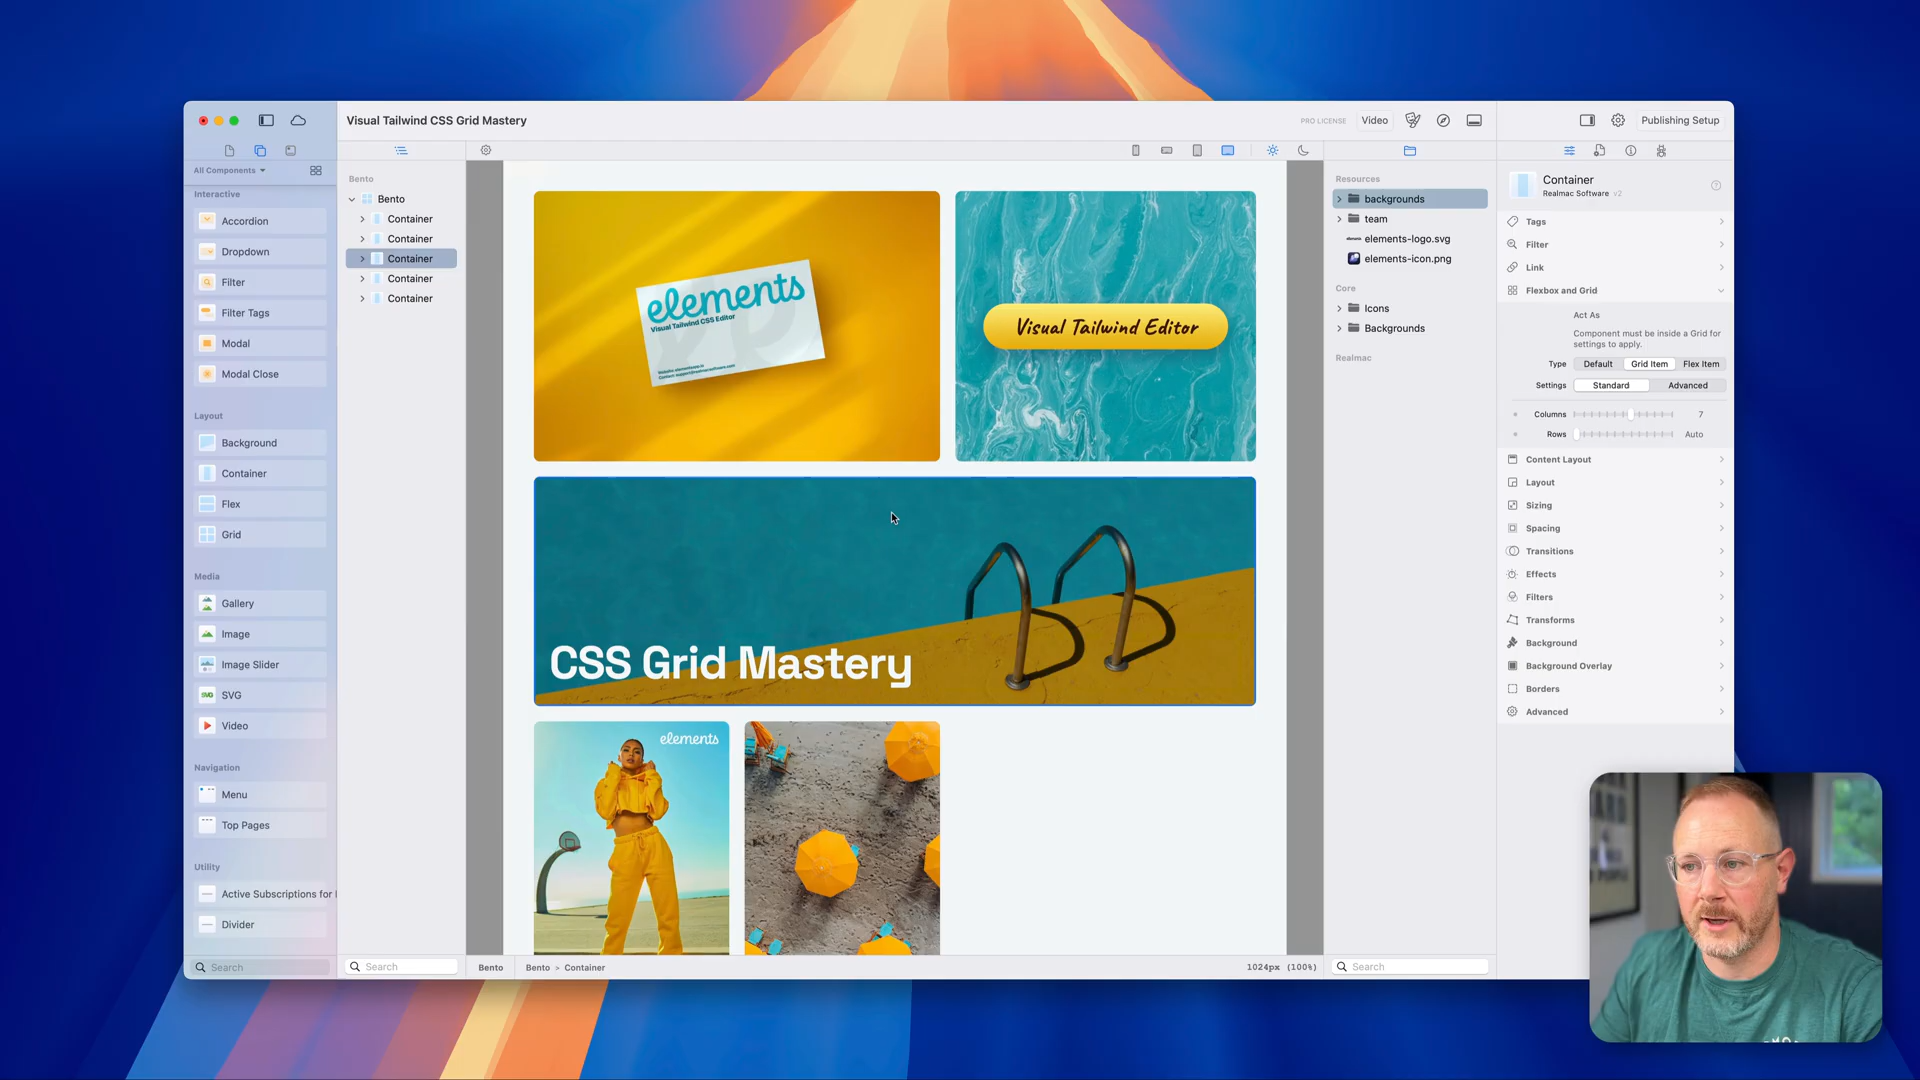 Visual Tailwind CSS Grid Mastery
PRO LICENSE
Video
Publishing Setup
All Components
Interactive
Accordion
Dropdown
Filter
Filter Tags
Modal
Modal Close
Layout
Background
Container
Flex
Grid
Media
Gallery
Image
Image Slider
SVG
SVG
Video
Navigation
Menu
Top Pages
Utility
Active Subscriptions for
Divider
Search
Bento
Bento
Container
Container
Container
Container
Container
Search
elements
Visual Tailwind CSS Editor
Visual Tailwind Editor
CSS Grid Mastery
elements
Bento
Bento > Container
1024px (100%)
Resources
backgrounds
team
elements-logo.svg
elements-icon.png
Core
Icons
Backgrounds
Realmac
Search
Container
Realmac Software v2
Tags
Filter
Link
Flexbox and Grid
Act As
Component must be inside a Grid for
settings to apply.
Type Default Grid Item Flex Item
Settings Standard Advanced
Columns 7
Rows Auto
Content Layout
Layout
Sizing
Spacing
Transitions
Effects
Filters
Transforms
Background
Background Overlay
Borders
Advanced